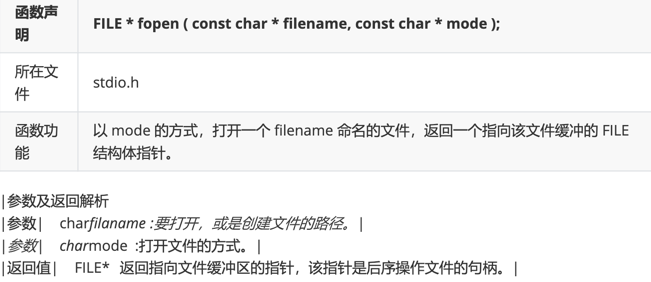 函数声
明
FILE * fopen ( const char * filename, const char * mode );
所在文
件
stdio.h
函数功
能
以 mode 的方式，打开一个 filename 命名的文件，返回一个指向该文件缓冲的 FILE
结构体指针。
|参数及返回解析
|参数| charfilaname :要打开，或是创建文件的路径。|
|参数| charmode :打开文件的方式。|
|返回值| FILE* 返回指向文件缓冲区的指针，该指针是后序操作文件的句柄。|